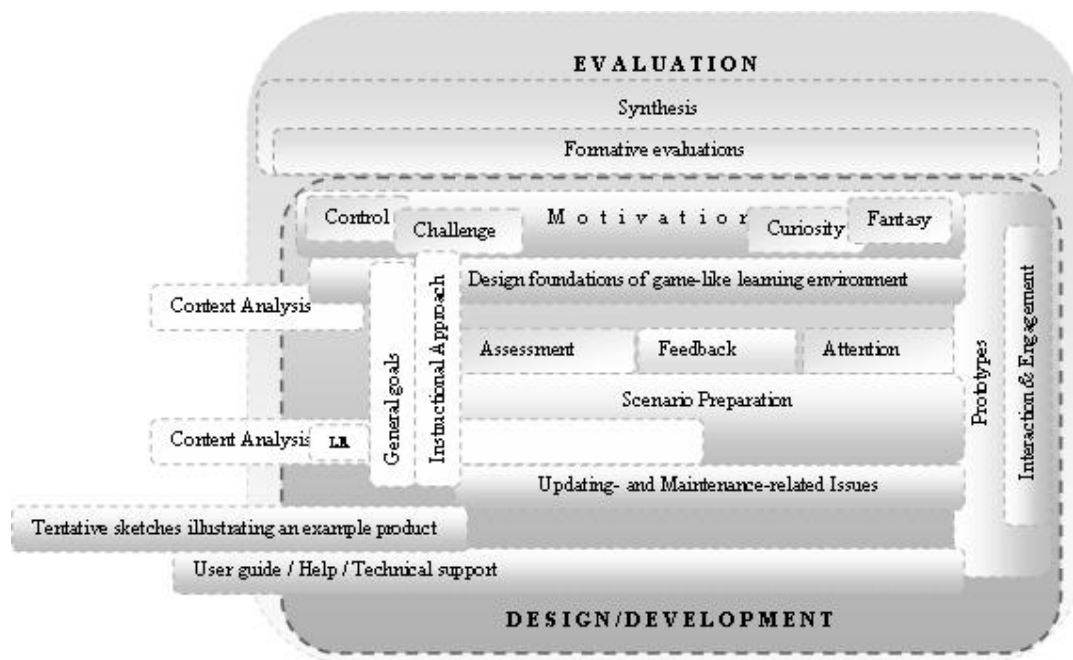 EVALUATION
Synthesis
Formative evaluations
Control
Challenge
Motivation
Curiosity
Fantasy
Design foundations of game-like learning environment
Context Analysis
General goals
Instructional Approach
Assessment
Feedback
Attention
Prototypes
Interaction & Engagement
Scenario Preparation
Content Analysis
LR
Updating- and Maintenance-related Issues
Tentative sketches illustrating an example product
User guide / Help / Technical support
DESIGN/DEVELOPMENT